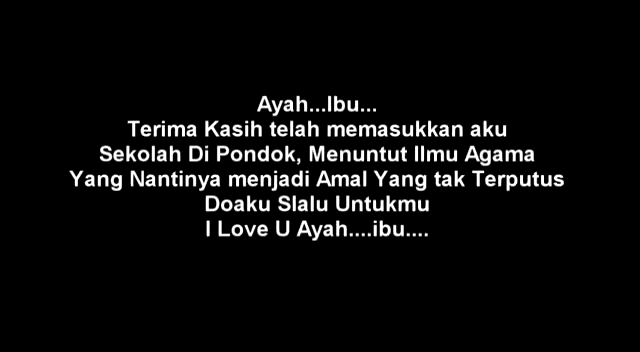 Ayah...Ibu...
Terima Kasih telah memasukkan aku
Sekolah Di Pondok, Menuntut Ilmu Agama
Yang Nantinya menjadi Amal Yang tak Terputus
Doaku Slalu Untukmu
I Love U Ayah....ibu....